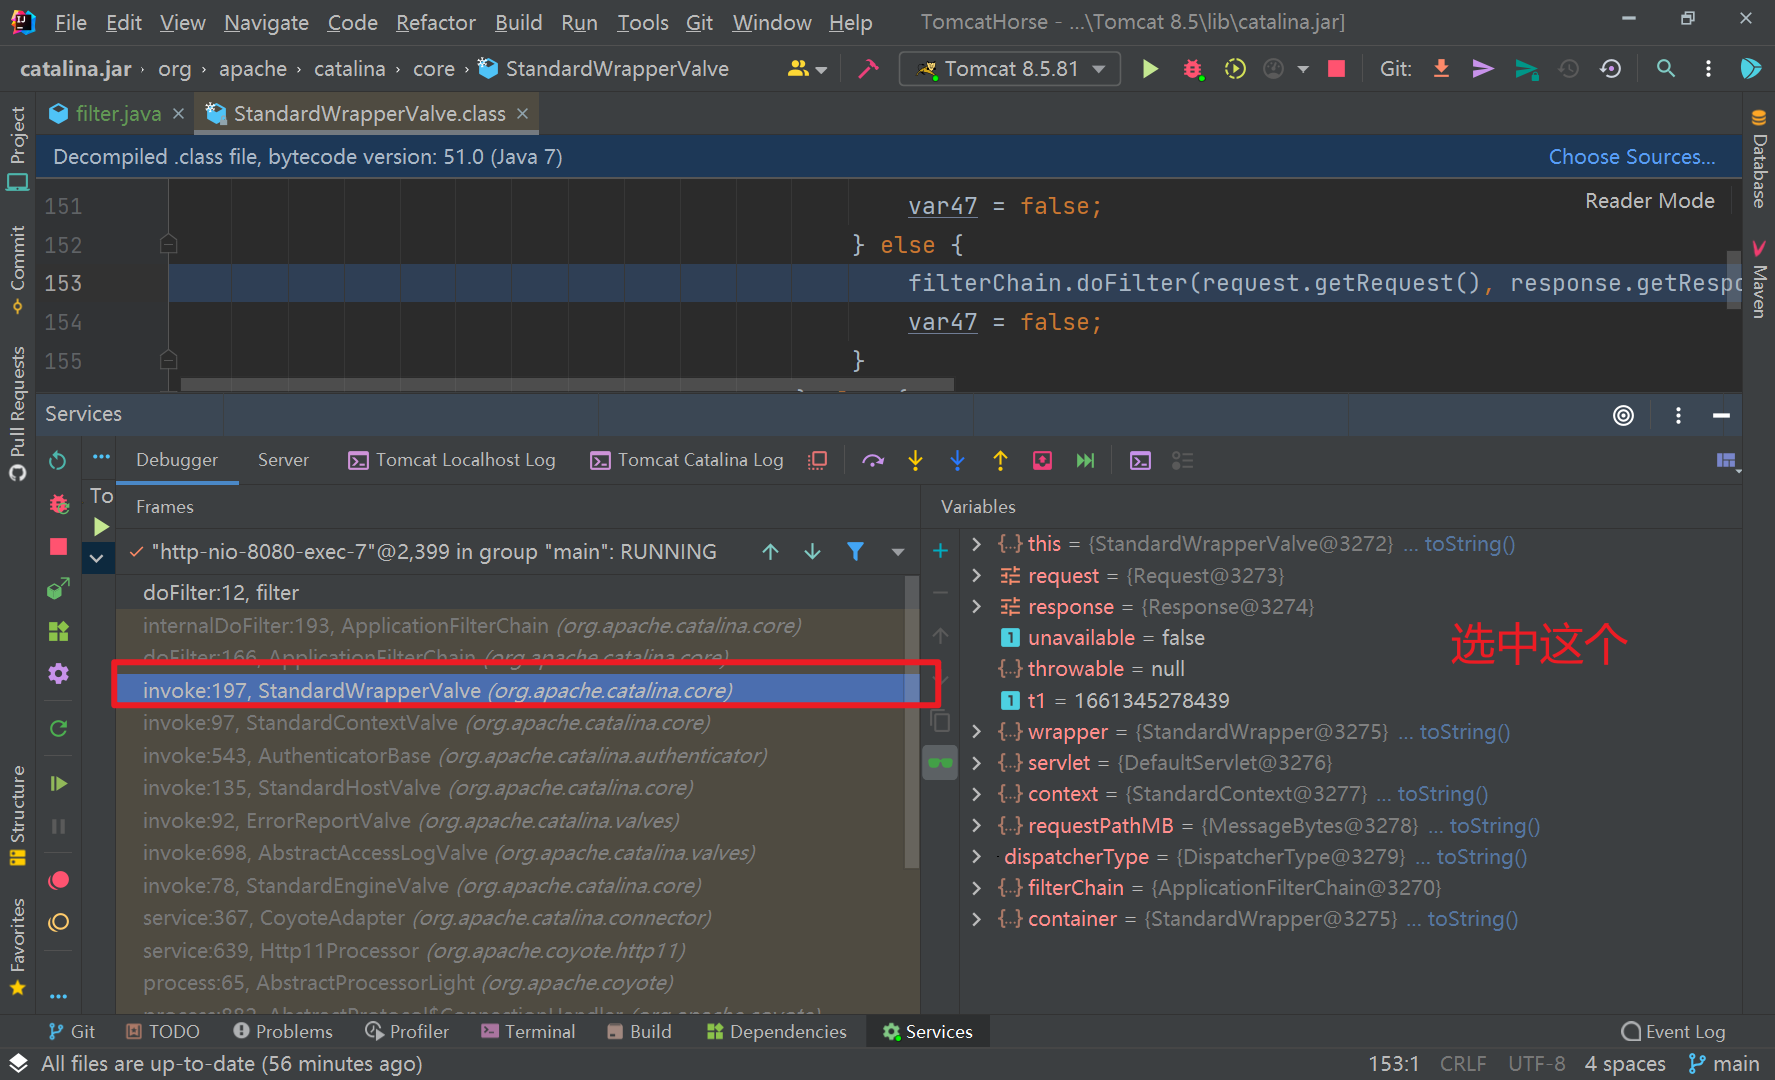 File Edit View Navigate Code Refactor Build Run Tools Git Window Help TomcatHorse - ...\Tomcat 8.5\lib\catalina.jar]
catalina.jar › org › apache › catalina › core › StandardWrapperValve Tomcat 8.5.81 Git:
filter.java StandardWrapperValve.class
Decompiled .class file, bytecode version: 51.0 (Java 7) Choose Sources...
Reader Mode
151 var47 = false;
152 } else {
153 filterChain.doFilter(request.getRequest(), response.getResp
154 var47 = false;
155 }
Project
Commit
Pull Requests
Structure
Favorites
Database
Maven
Services
Debugger Server Tomcat Localhost Log Tomcat Catalina Log
To
Frames
"http-nio-8080-exec-7"@2,399 in group "main": RUNNING
doFilter:12, filter
internalDoFilter:193, ApplicationFilterChain (org.apache.catalina.core)
doFilter:166, ApplicationFilterChain (org.apache.catalina.core)
invoke:197, StandardWrapperValve (org.apache.catalina.core)
invoke:97, StandardContextValve (org.apache.catalina.core)
invoke:543, AuthenticatorBase (org.apache.catalina.authenticator)
invoke:135, StandardHostValve (org.apache.catalina.core)
invoke:92, ErrorReportValve (org.apache.catalina.valves)
invoke:698, AbstractAccessLogValve (org.apache.catalina.valves)
invoke:78, StandardEngineValve (org.apache.catalina.core)
service:367, CoyoteAdapter (org.apache.catalina.connector)
service:639, Http11Processor (org.apache.coyote.http11)
process:65, AbstractProcessorLight (org.apache.coyote)
process:882, AbstractProtocol$ConnectionHandler (org.apache.coyote)
Variables
this = {StandardWrapperValve@3272} ... toString()
request = {Request@3273}
response = {Response@3274}
unavailable = false
throwable = null
t1 = 1661345278439
wrapper = {StandardWrapper@3275} ... toString()
servlet = {DefaultServlet@3276}
context = {StandardContext@3277} ... toString()
requestPathMB = {MessageBytes@3278} ... toString()
dispatcherType = {DispatcherType@3279} ... toString()
filterChain = {ApplicationFilterChain@3270}
container = {StandardWrapper@3275} ... toString()
选中这个
Git TODO Problems Profiler Terminal Build Dependencies Services Event Log
All files are up-to-date (56 minutes ago) 153:1 CRLF UTF-8 4 spaces main